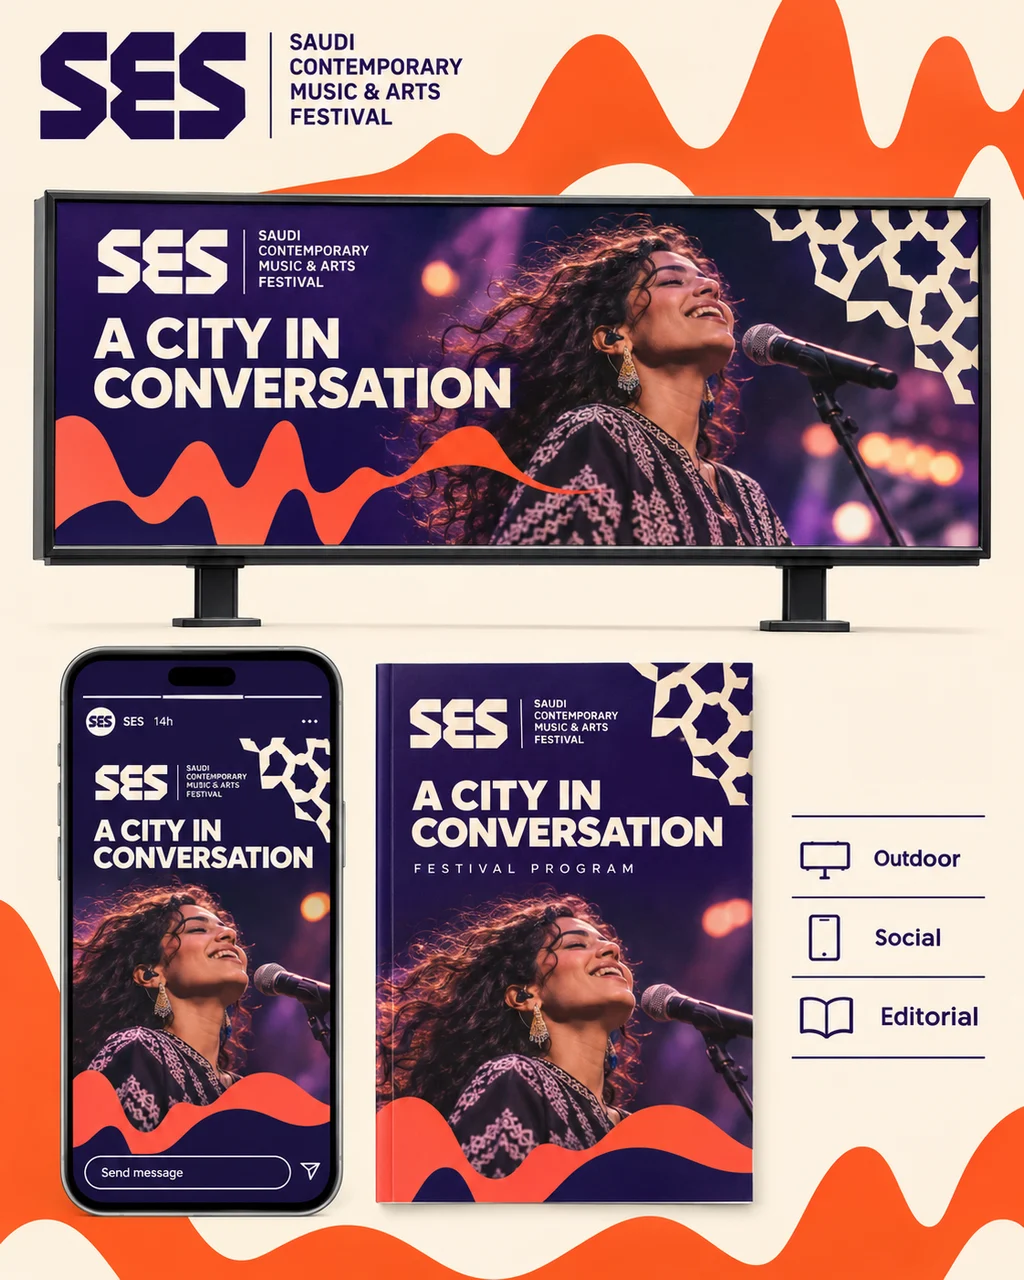 SES
SAUDI
CONTEMPORARY
MUSIC & ARTS
FESTIVAL
SES
SAUDI
CONTEMPORARY
MUSIC & ARTS
FESTIVAL
A CITY IN
CONVERSATION
SES SES 14h
SES
SAUDI
CONTEMPORARY
MUSIC & ARTS
FESTIVAL
A CITY IN
CONVERSATION
Send message
SES
SAUDI
CONTEMPORARY
MUSIC & ARTS
FESTIVAL
A CITY IN
CONVERSATION
FESTIVAL PROGRAM
Outdoor
Social
Editorial